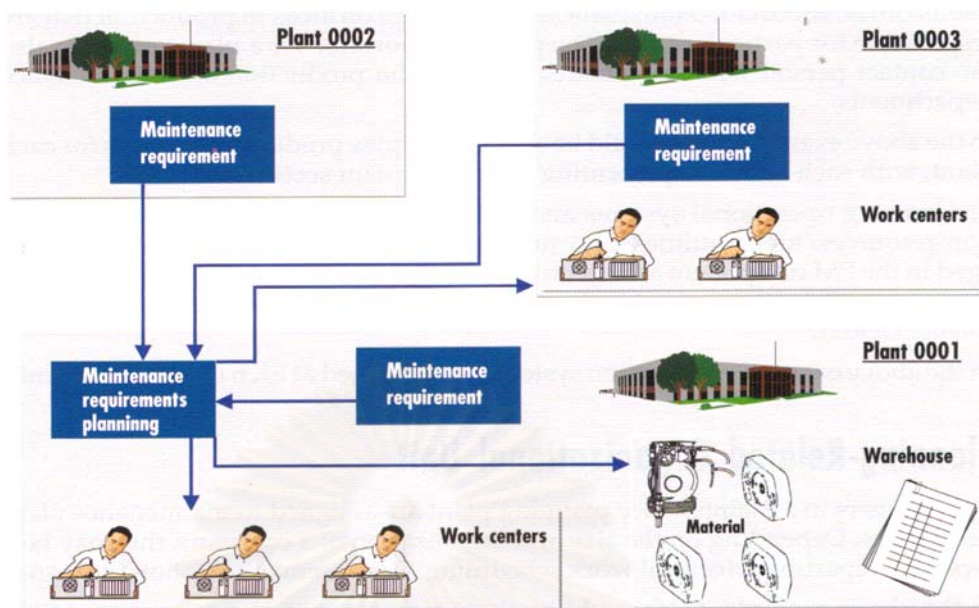 Plant 0002
Maintenance
requirement
Plant 0003
Maintenance
requirement
Work centers
Maintenance
requirements
planninng
Maintenance
requirement
Plant 0001
Warehouse
Material
Work centers